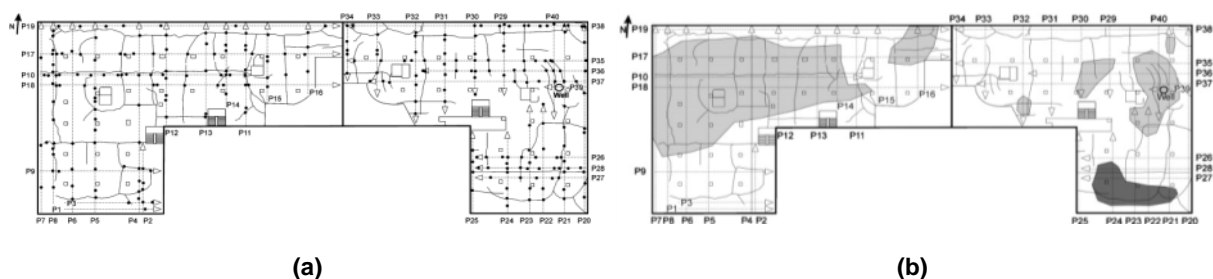 N
P19
P34
P33
P32
P31
P30
P29
P40
P38
P17
P10
P18
P35
P36
P37
P39
Well
P16
P15
P14
P12
P13
P11
P26
P28
P27
P9
P3
P1
P7 P8 P6 P5 P4 P2
P25 P24 P23 P22 P21 P20
(a)
N
P19
P34
P33
P32
P31
P30
P29
P40
P38
P17
P10
P18
P35
P36
P37
P39
Well
P16
P15
P14
P12
P13
P11
P26
P28
P27
P9
P3
P1
P7 P8 P6 P5 P4 P2
P25 P24 P23 P22 P21 P20
(b)